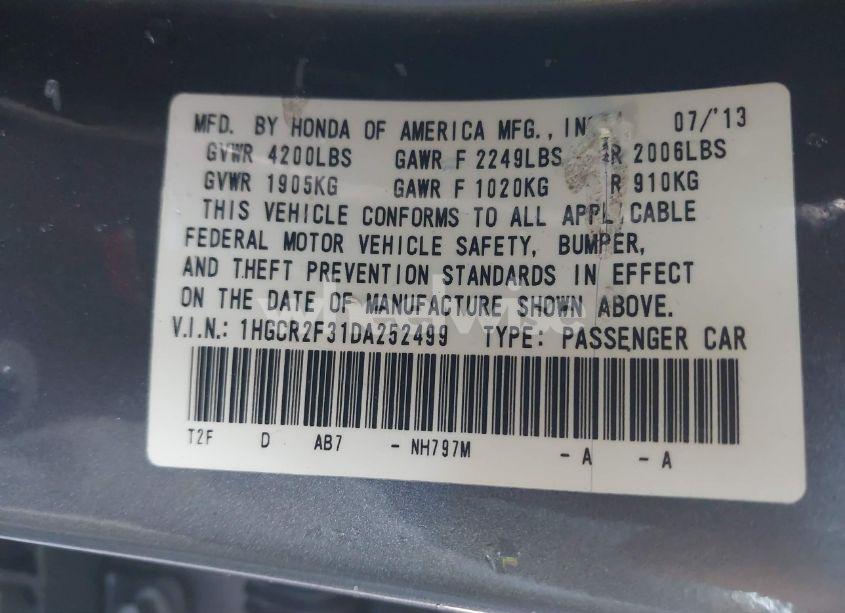 MFD. BY HONDA OF AMERICA MFG., IN 07/'13
GVWR 4200LBS GAWR F 2249LBS R 2006LBS
GVWR 1905KG GAWR F 1020KG R 910KG
THIS VEHICLE CONFORMS TO ALL APPLICABLE
FEDERAL MOTOR VEHICLE SAFETY, BUMPER,
AND THEFT PREVENTION STANDARDS IN EFFECT
ON THE DATE OF MANUFACTURE SHOWN ABOVE.
wheelwise
V.I.N.: 1HGCR2F31DA252499 TYPE: PASSENGER CAR
T2F D AB7 - NH797M - A - A